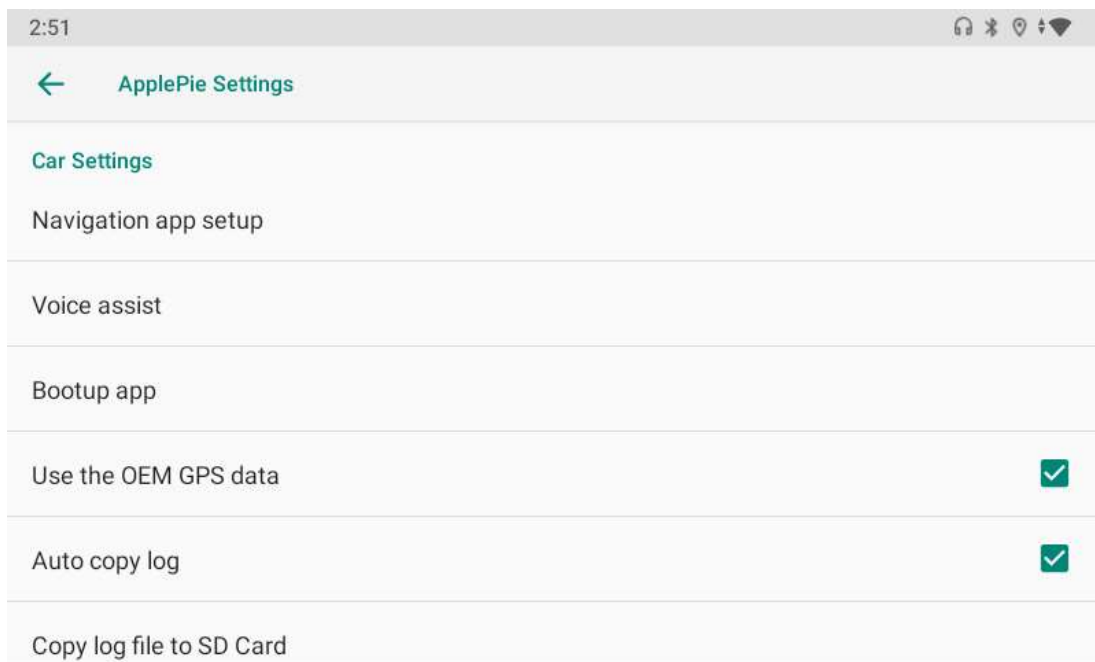 2:51
ApplePie Settings
Car Settings
Navigation app setup
Voice assist
Bootup app
Use the OEM GPS data
Auto copy log
Copy log file to SD Card